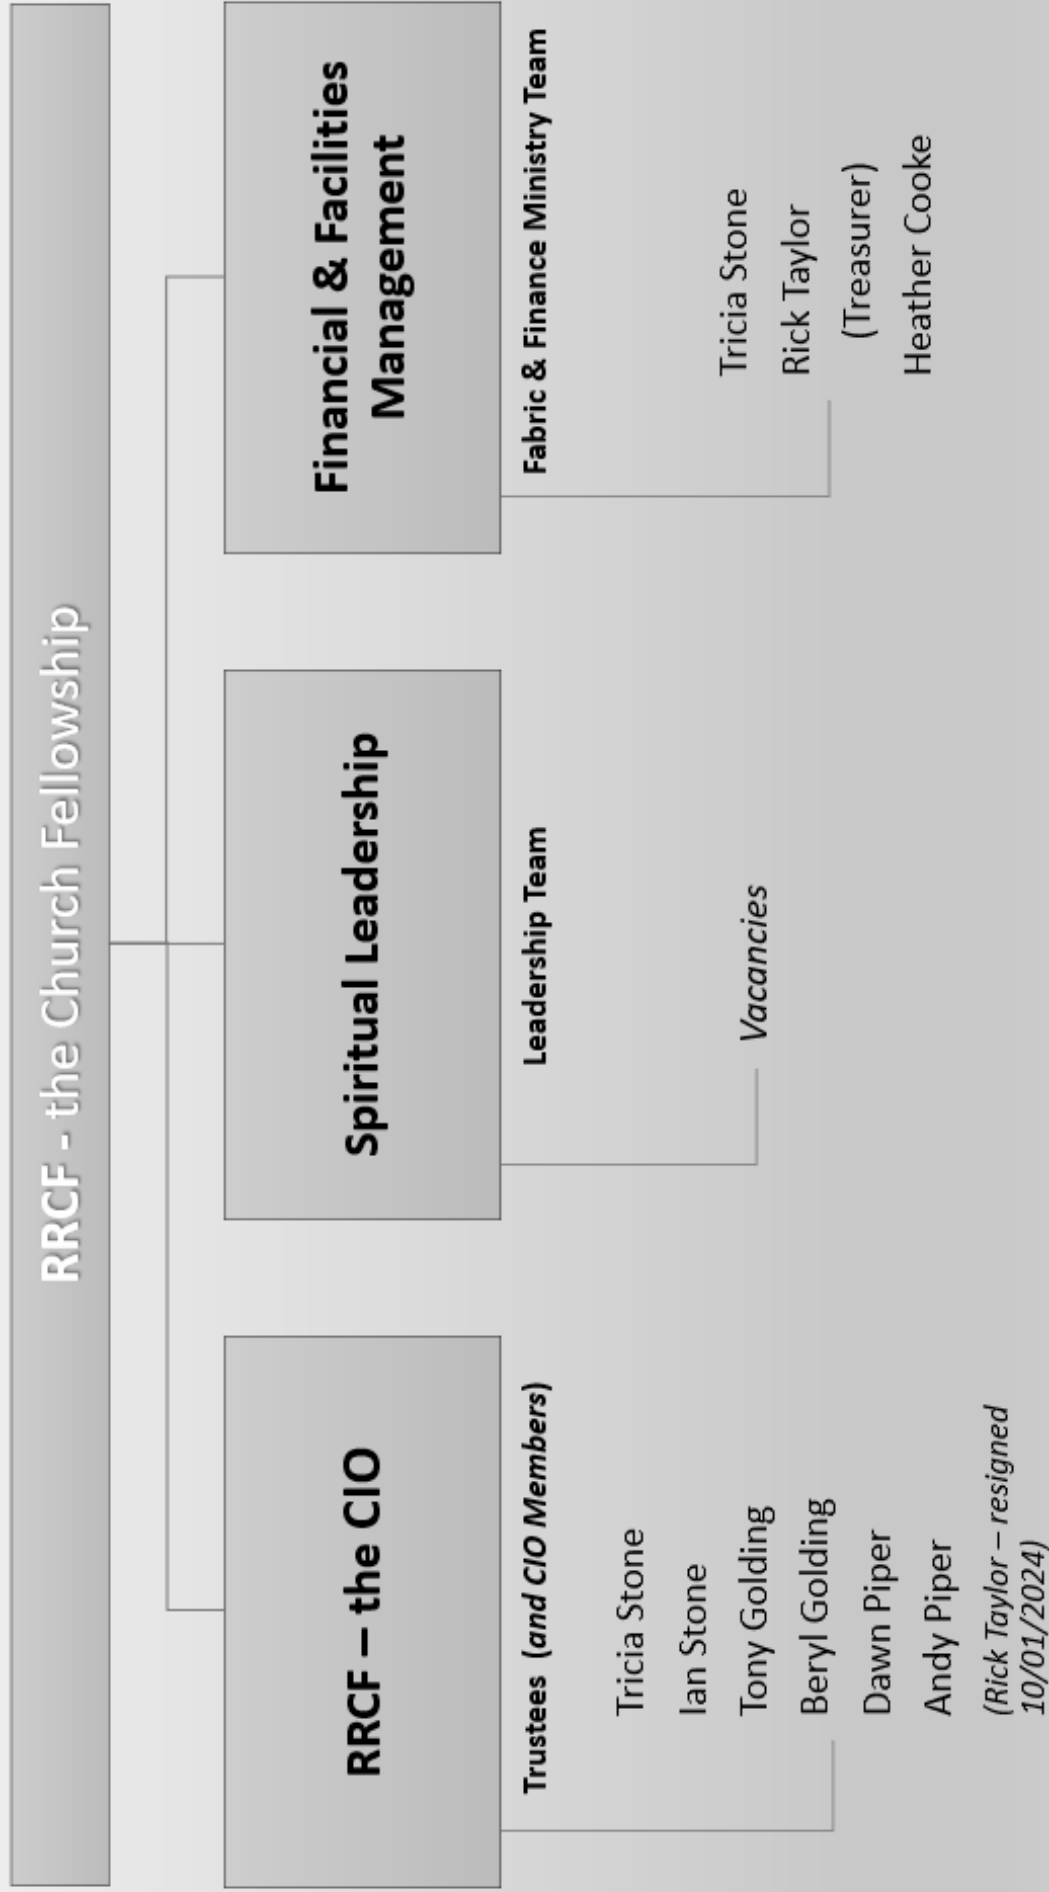 RRCF - the Church Fellowship
RRCF – the CIO
Trustees (and CIO Members)
Tricia Stone
Ian Stone
Tony Golding
Beryl Golding
Dawn Piper
Andy Piper
(Rick Taylor – resigned
10/01/2024)
Spiritual Leadership
Leadership Team
Vacancies
Financial & Facilities
Management
Fabric & Finance Ministry Team
Tricia Stone
Rick Taylor
(Treasurer)
Heather Cooke